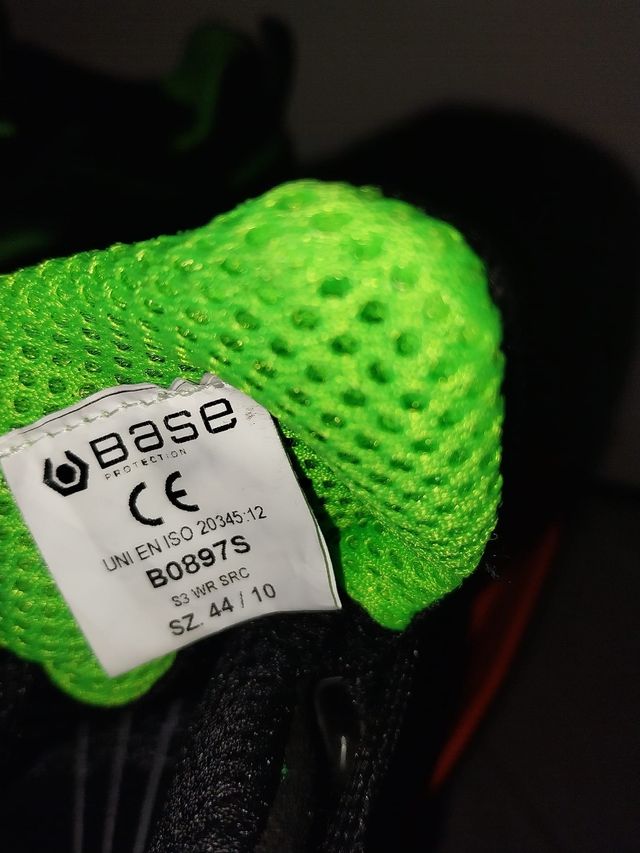 BASE
PROTECTION
CE
UNI EN ISO 20345:12
B0897S
S3 WR SRC
SZ. 44 / 10